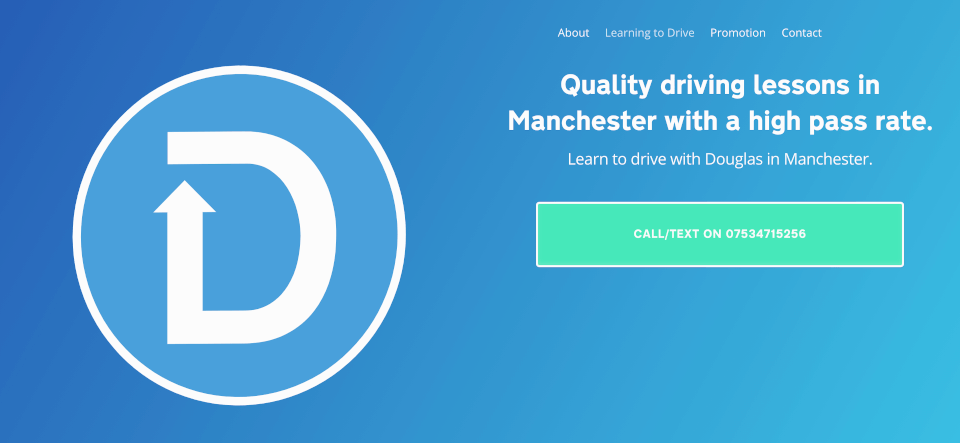 About Learning to Drive Promotion Contact
Quality driving lessons in
Manchester with a high pass rate.
Learn to drive with Douglas in Manchester.
CALL/TEXT ON 07534715256
D